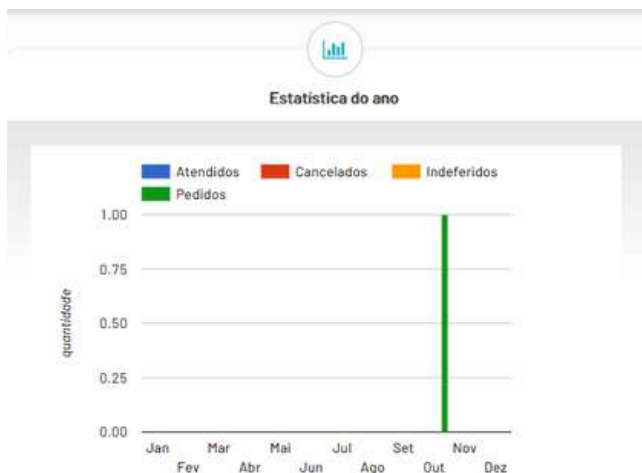 Estatística do ano
Atendidos Cancelados Indeferidos
Pedidos
1.00
0.75
0.50
0.25
0.00
quantidade
Jan Mar Mai Jul Set Nov
Fev Abr Jun Ago Out Dez